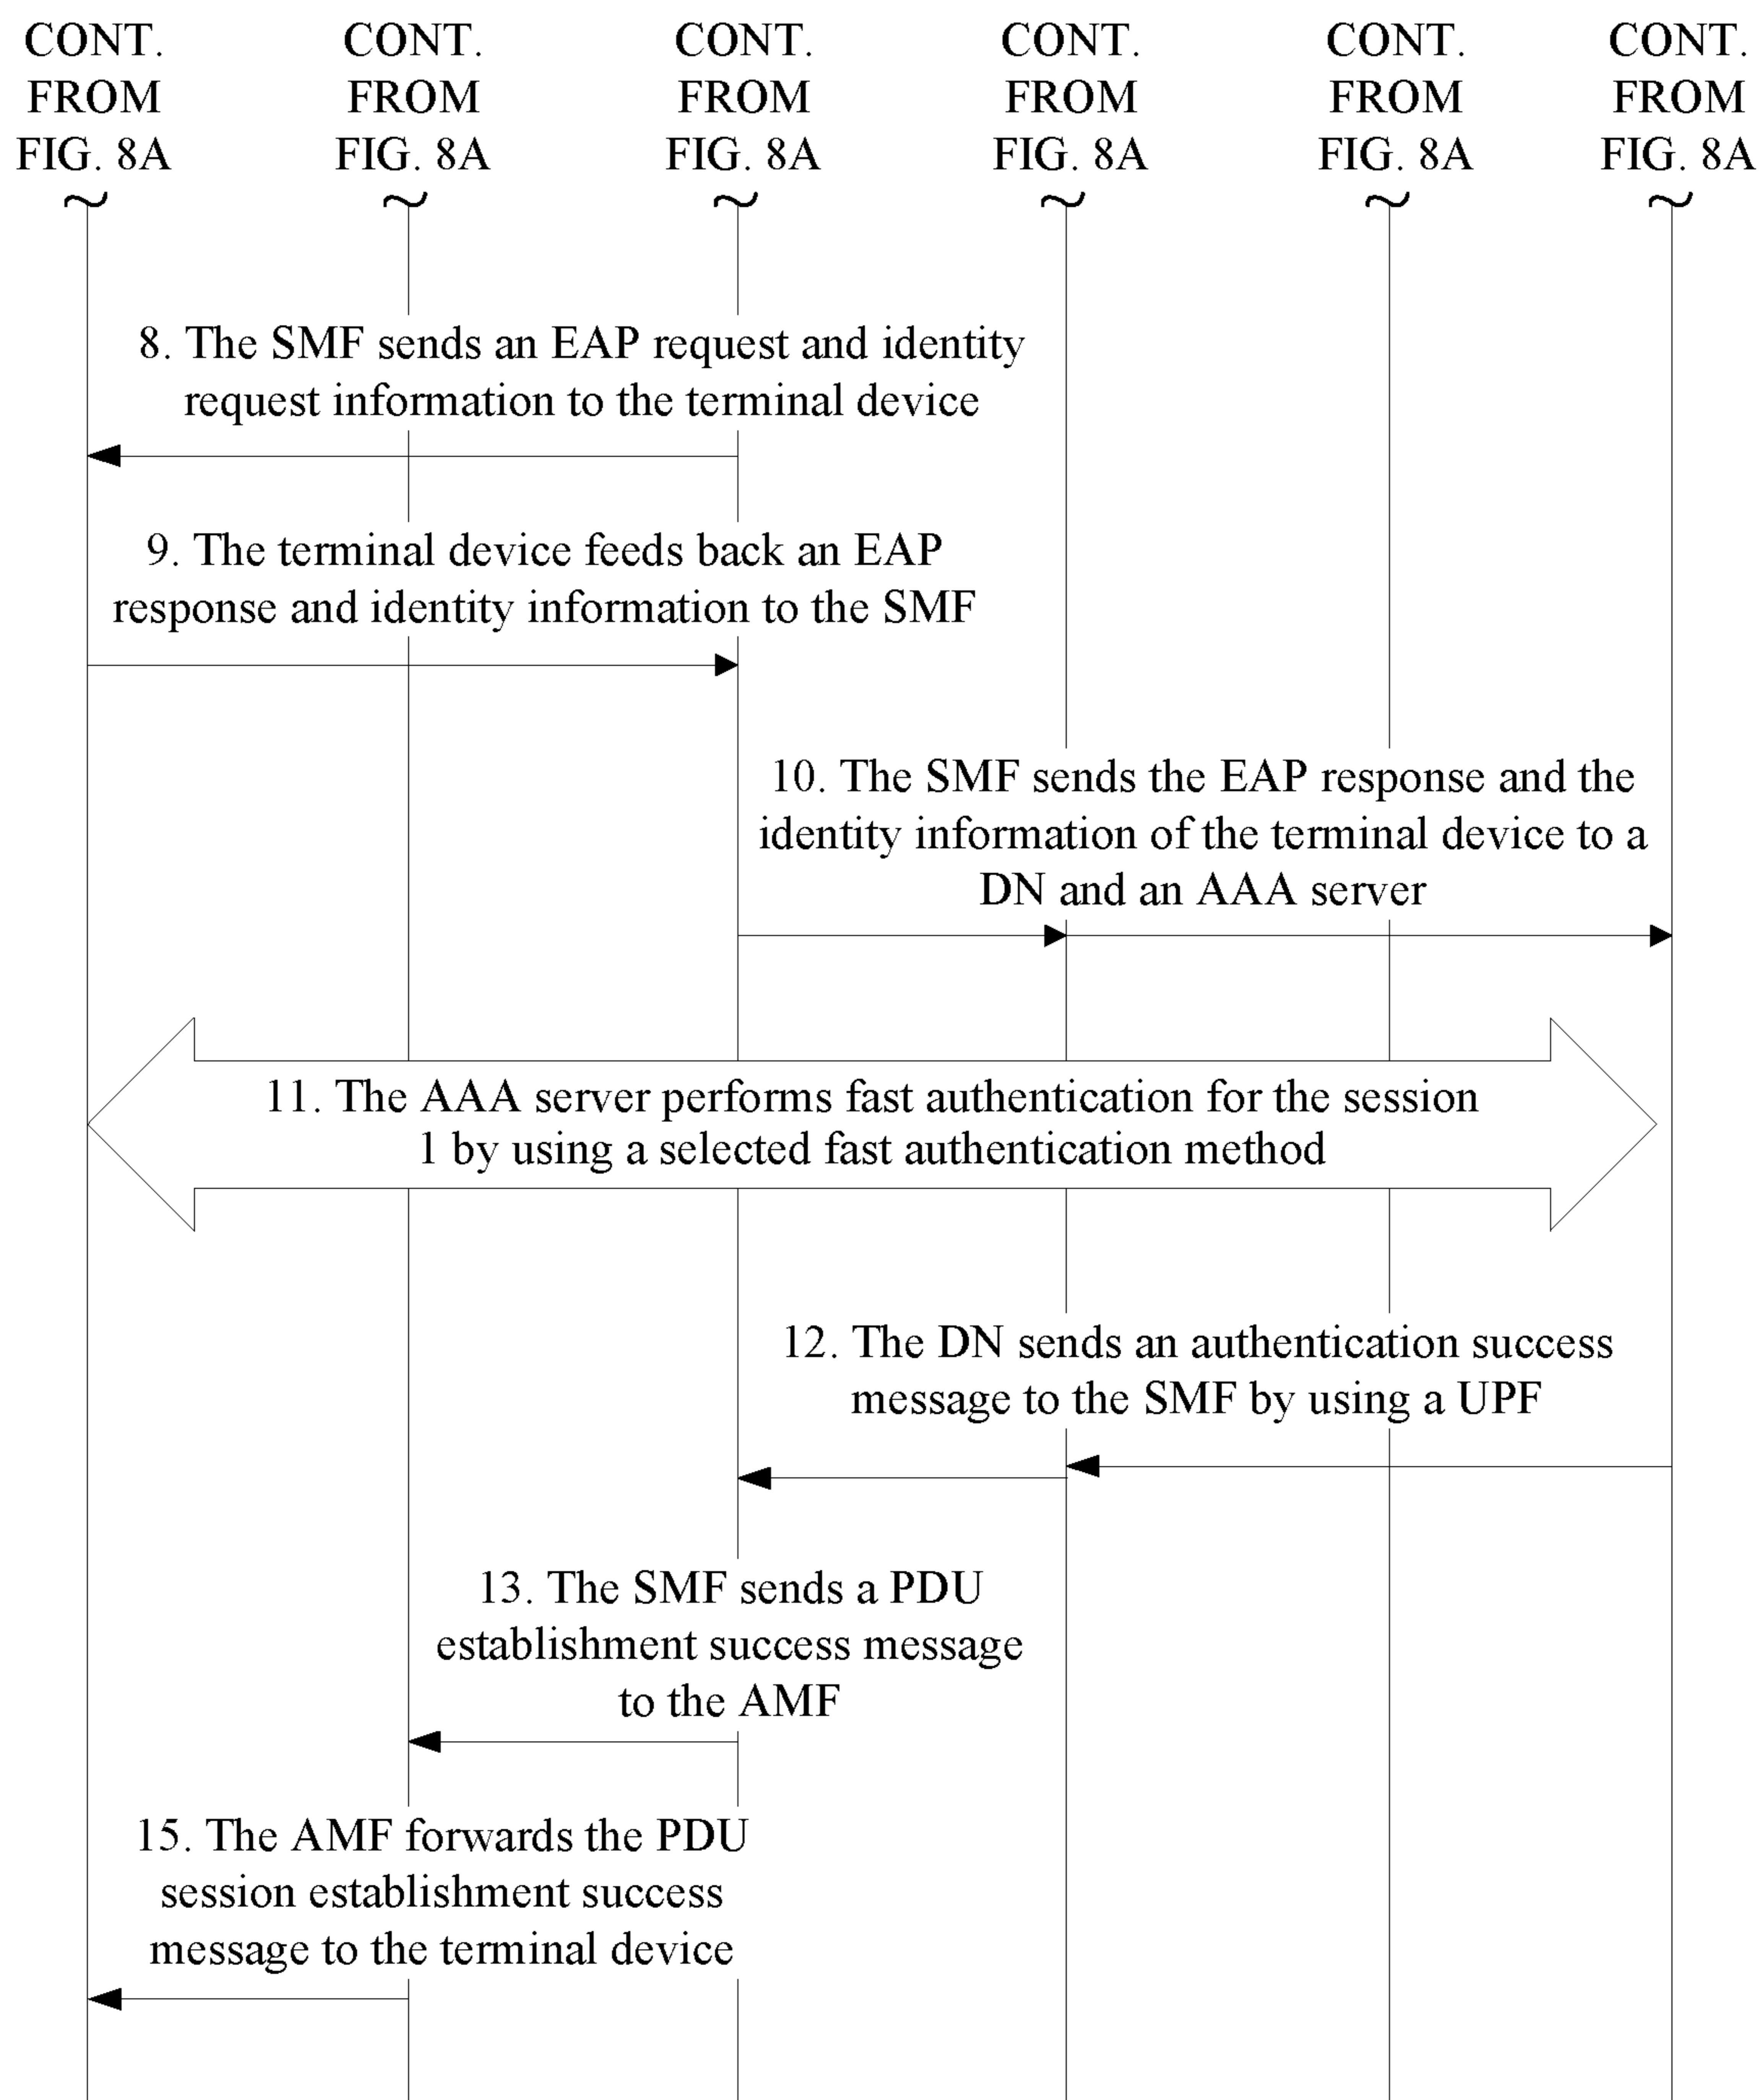 CONT. CONT. CONT. CONT. CONT. CONT.
FROM FROM FROM FROM FROM FROM
FIG. 8A FIG. 8A FIG. 8A FIG. 8A FIG. 8A FIG. 8A
8. The SMF sends an EAP request and identity
request information to the terminal device
9. The terminal device feeds back an EAP
response and identity information to the SMF
10. The SMF sends the EAP response and the
identity information of the terminal device to a
DN and an AAA server
11. The AAA server performs fast authentication for the session
1 by using a selected fast authentication method
12. The DN sends an authentication success
message to the SMF by using a UPF
13. The SMF sends a PDU
establishment success message
to the AMF
15. The AMF forwards the PDU
session establishment success
message to the terminal device